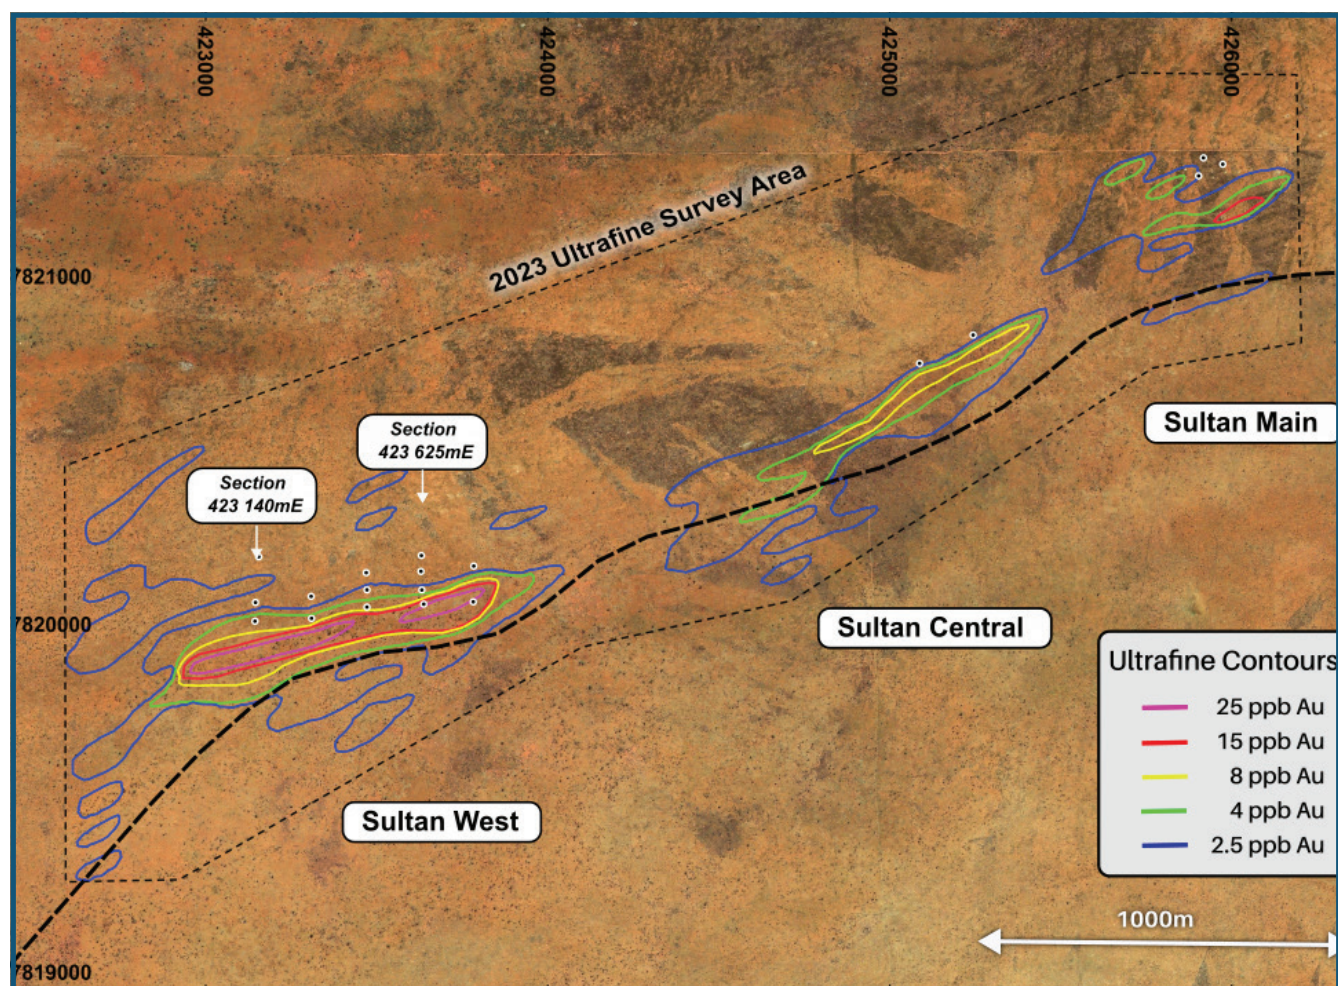 423000
424000
425000
426000
2023 Ultrafine Survey Area
7821000
Section
423 625mE
Sultan Main
Section
423 140mE
7820000
Sultan Central
Ultrafine Contours
25 ppb Au
15 ppb Au
8 ppb Au
4 ppb Au
2.5 ppb Au
Sultan West
1000m
7819000